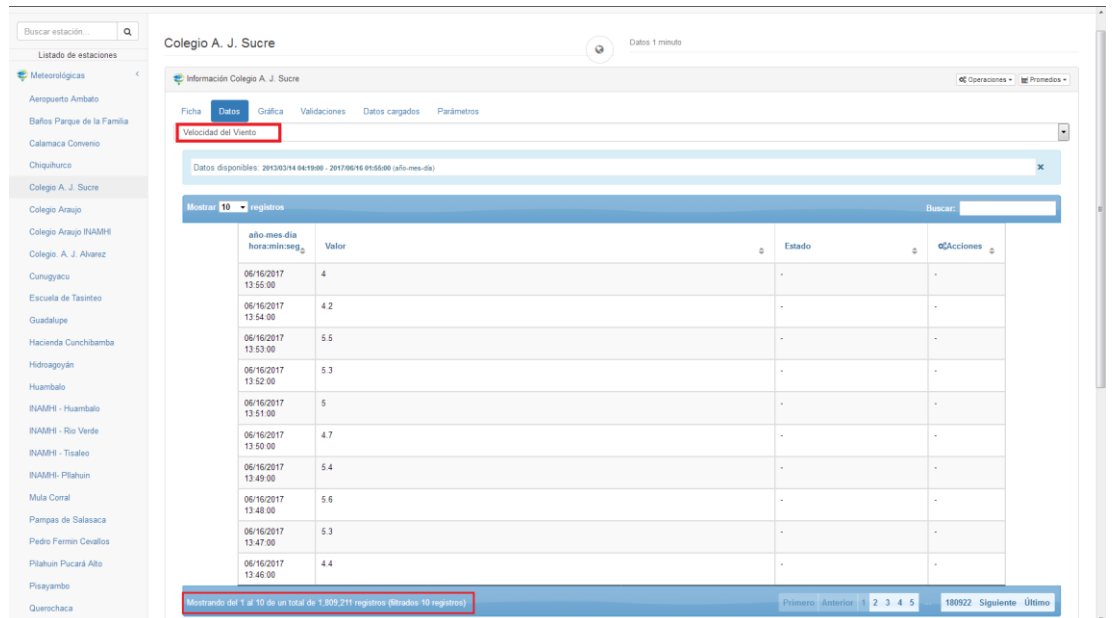 Buscar estación...
Listado de estaciones
Meteorológicas
Aeropuerto Ambato
Baños Parque de la Familia
Calamaca Convenio
Chiquihurco
Colegio A. J. Sucre
Colegio Araujo
Colegio Araujo INAMHI
Colegio. A. J. Alvarez
Cunugyacu
Escuela de Tasinteo
Guadalupe
Hacienda Cunchibamba
Hidroagoyán
Huambalo
INAMHI - Huambalo
INAMHI - Rio Verde
INAMHI - Tisaleo
INAMHI- Pllahuin
Mula Corral
Pampas de Salasaca
Pedro Fermin Cevallos
Pilahuin Pucará Alto
Pisayambo
Querochaca
Colegio A. J. Sucre
Datos 1 minuto
Información Colegio A. J. Sucre
Operaciones
Promedios
Ficha Datos Gráfica Validaciones Datos cargados Parámetros
Velocidad del Viento
Datos disponibles: 2013/03/14 04:19:00 - 2017/06/16 01:55:00 (año-mes-día)
x
Mostrar 10 registros
Buscar:
año-mes-día
hora:min:seg Valor Estado Acciones
06/16/2017 4 - -
13:55:00
06/16/2017 4.2 - -
13:54:00
06/16/2017 5.5 - -
13:53:00
06/16/2017 5.3 - -
13:52:00
06/16/2017 5 - -
13:51:00
06/16/2017 4.7 - -
13:50:00
06/16/2017 5.4 - -
13:49:00
06/16/2017 5.6 - -
13:48:00
06/16/2017 5.3 - -
13:47:00
06/16/2017 4.4 - -
13:46:00
Mostrando del 1 al 10 de un total de 1,809,211 registros (filtrados 10 registros)
Primero Anterior 1 2 3 4 5 180922 Siguiente Último